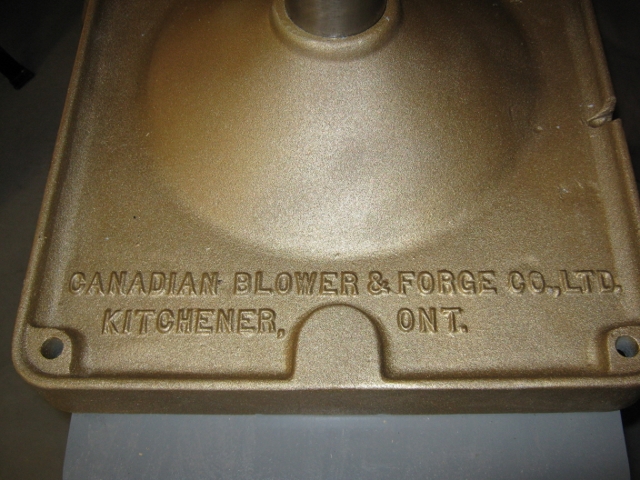 CANADIAN BLOWER & FORGE CO., LTD.
KITCHENER, ONT.